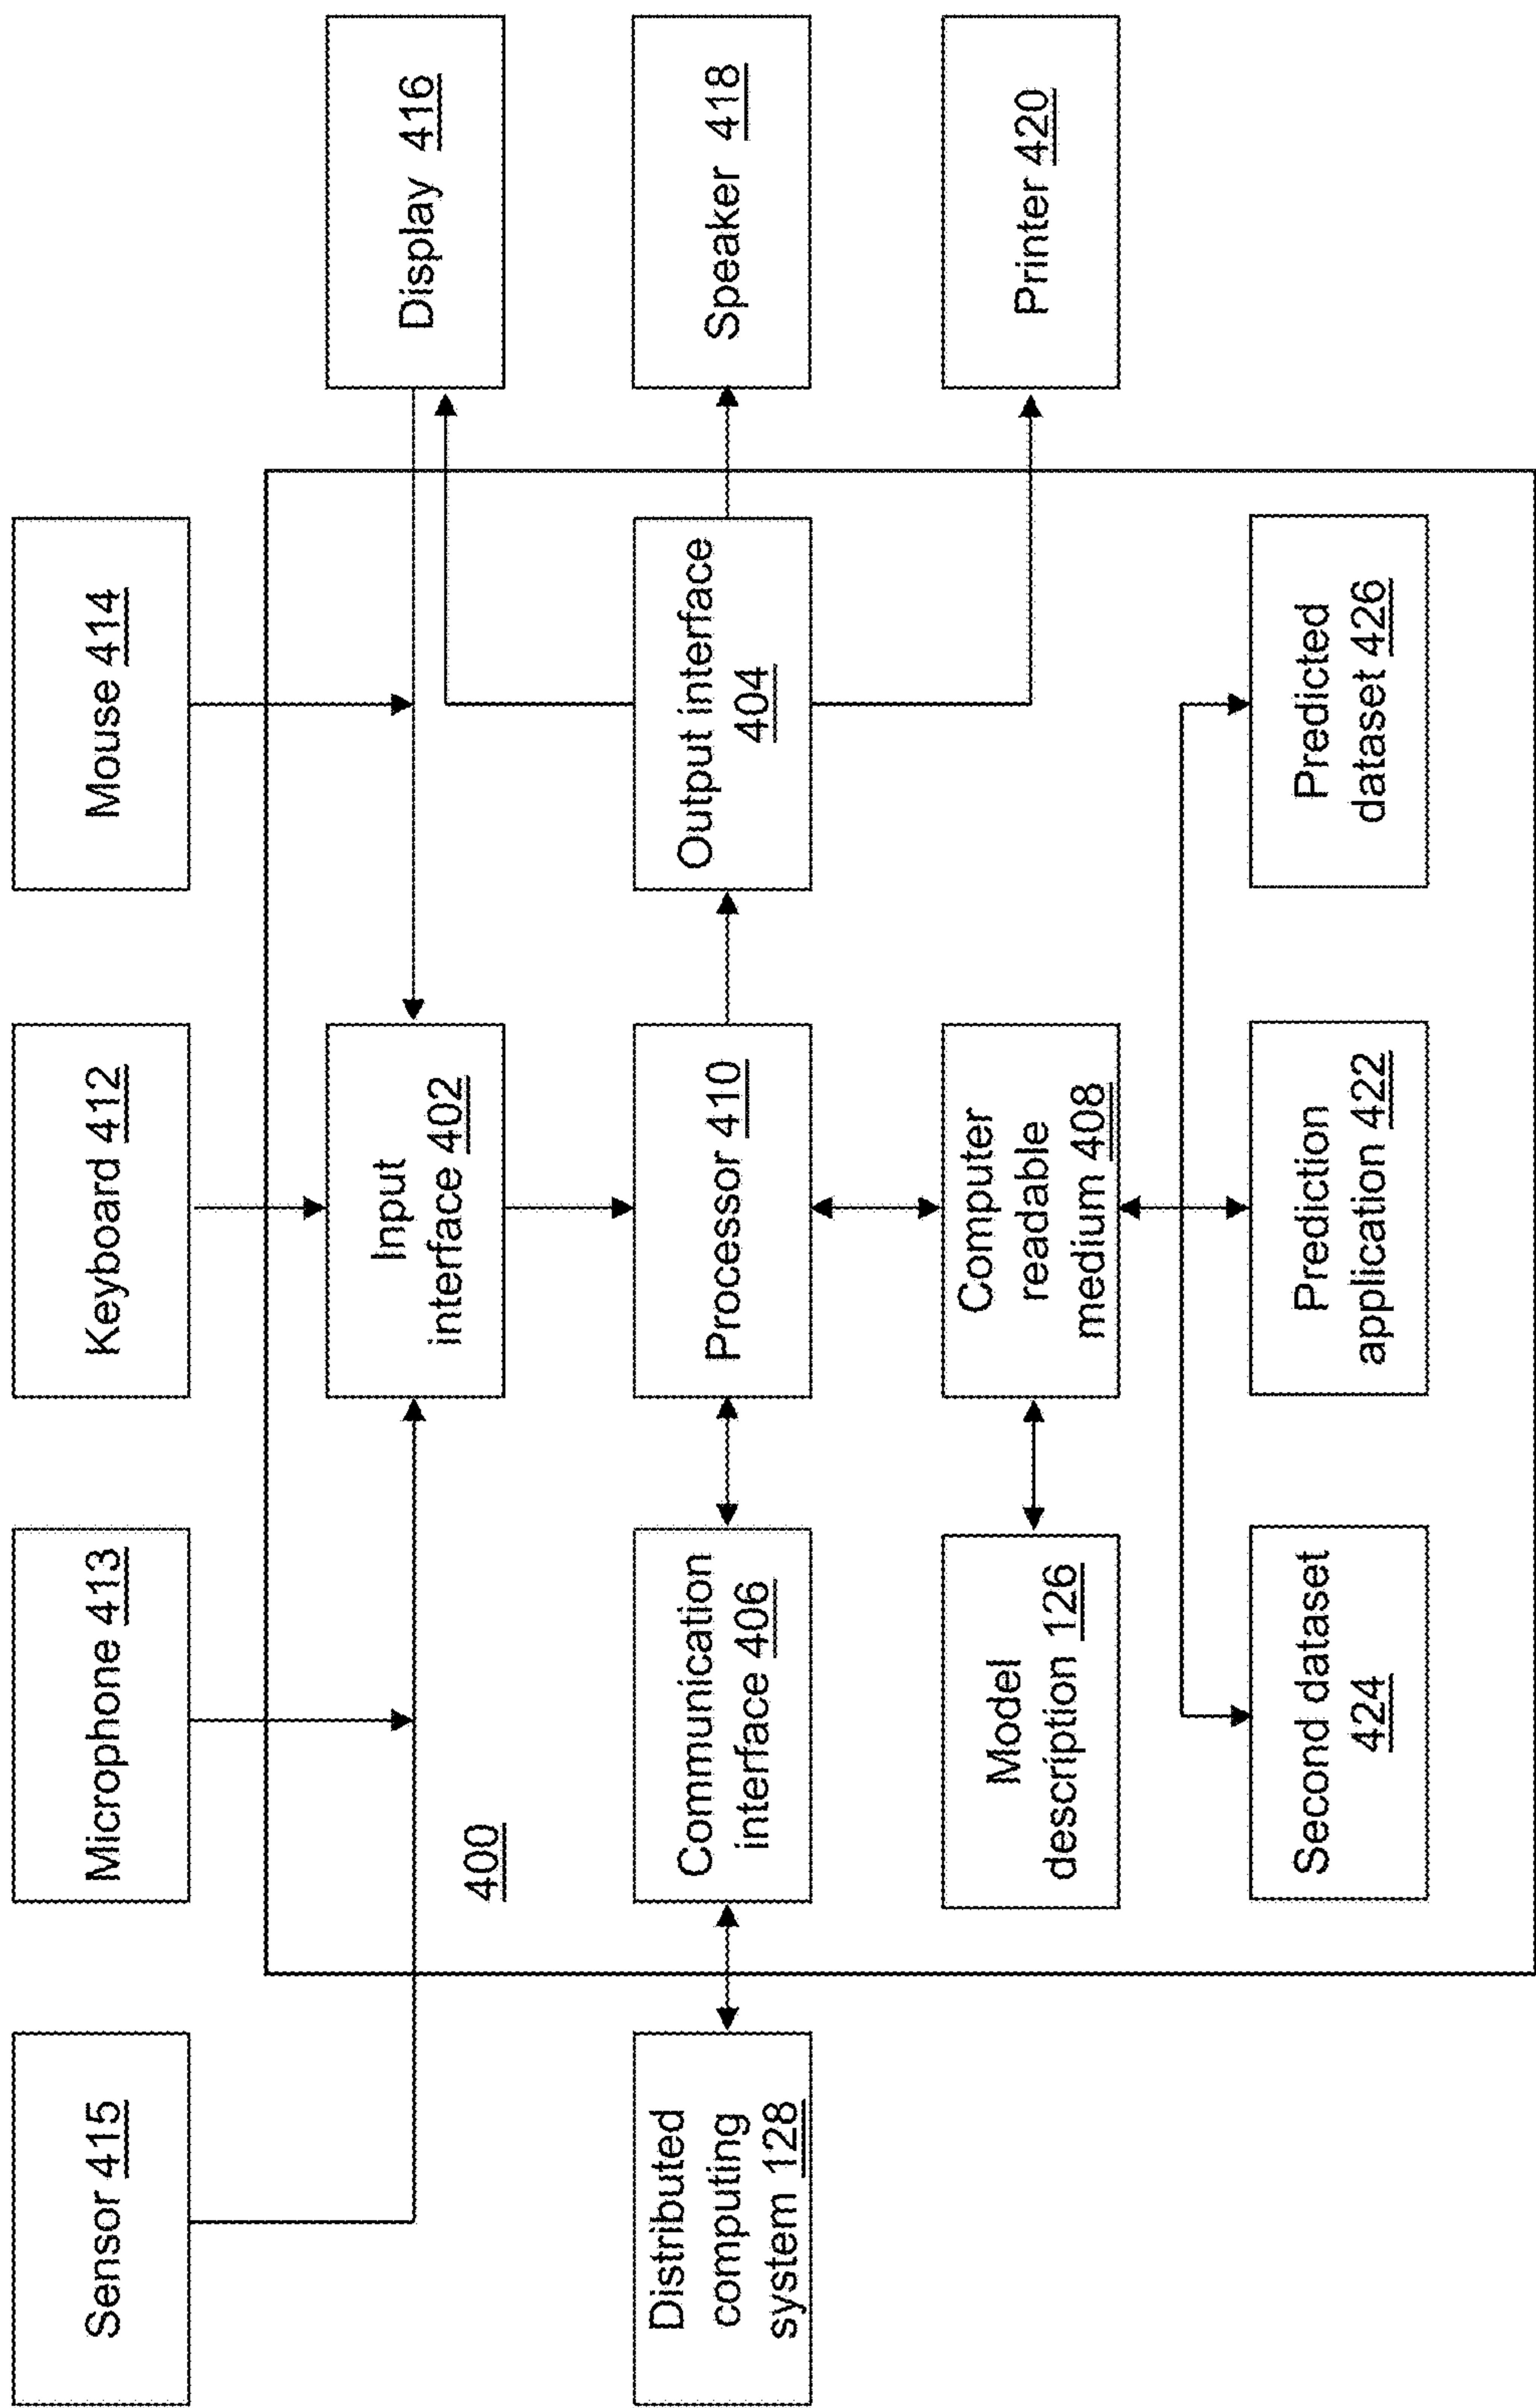 Sensor 415
Microphone 413
Keyboard 412
Mouse 414
400
Input
interface 402
Display 416
Distributed
computing
system 128
Communication
interface 406
Processor 410
Output interface
404
Speaker 418
Model
description 126
Computer
readable
medium 408
Printer 420
Second dataset
424
Prediction
application 422
Predicted
dataset 426